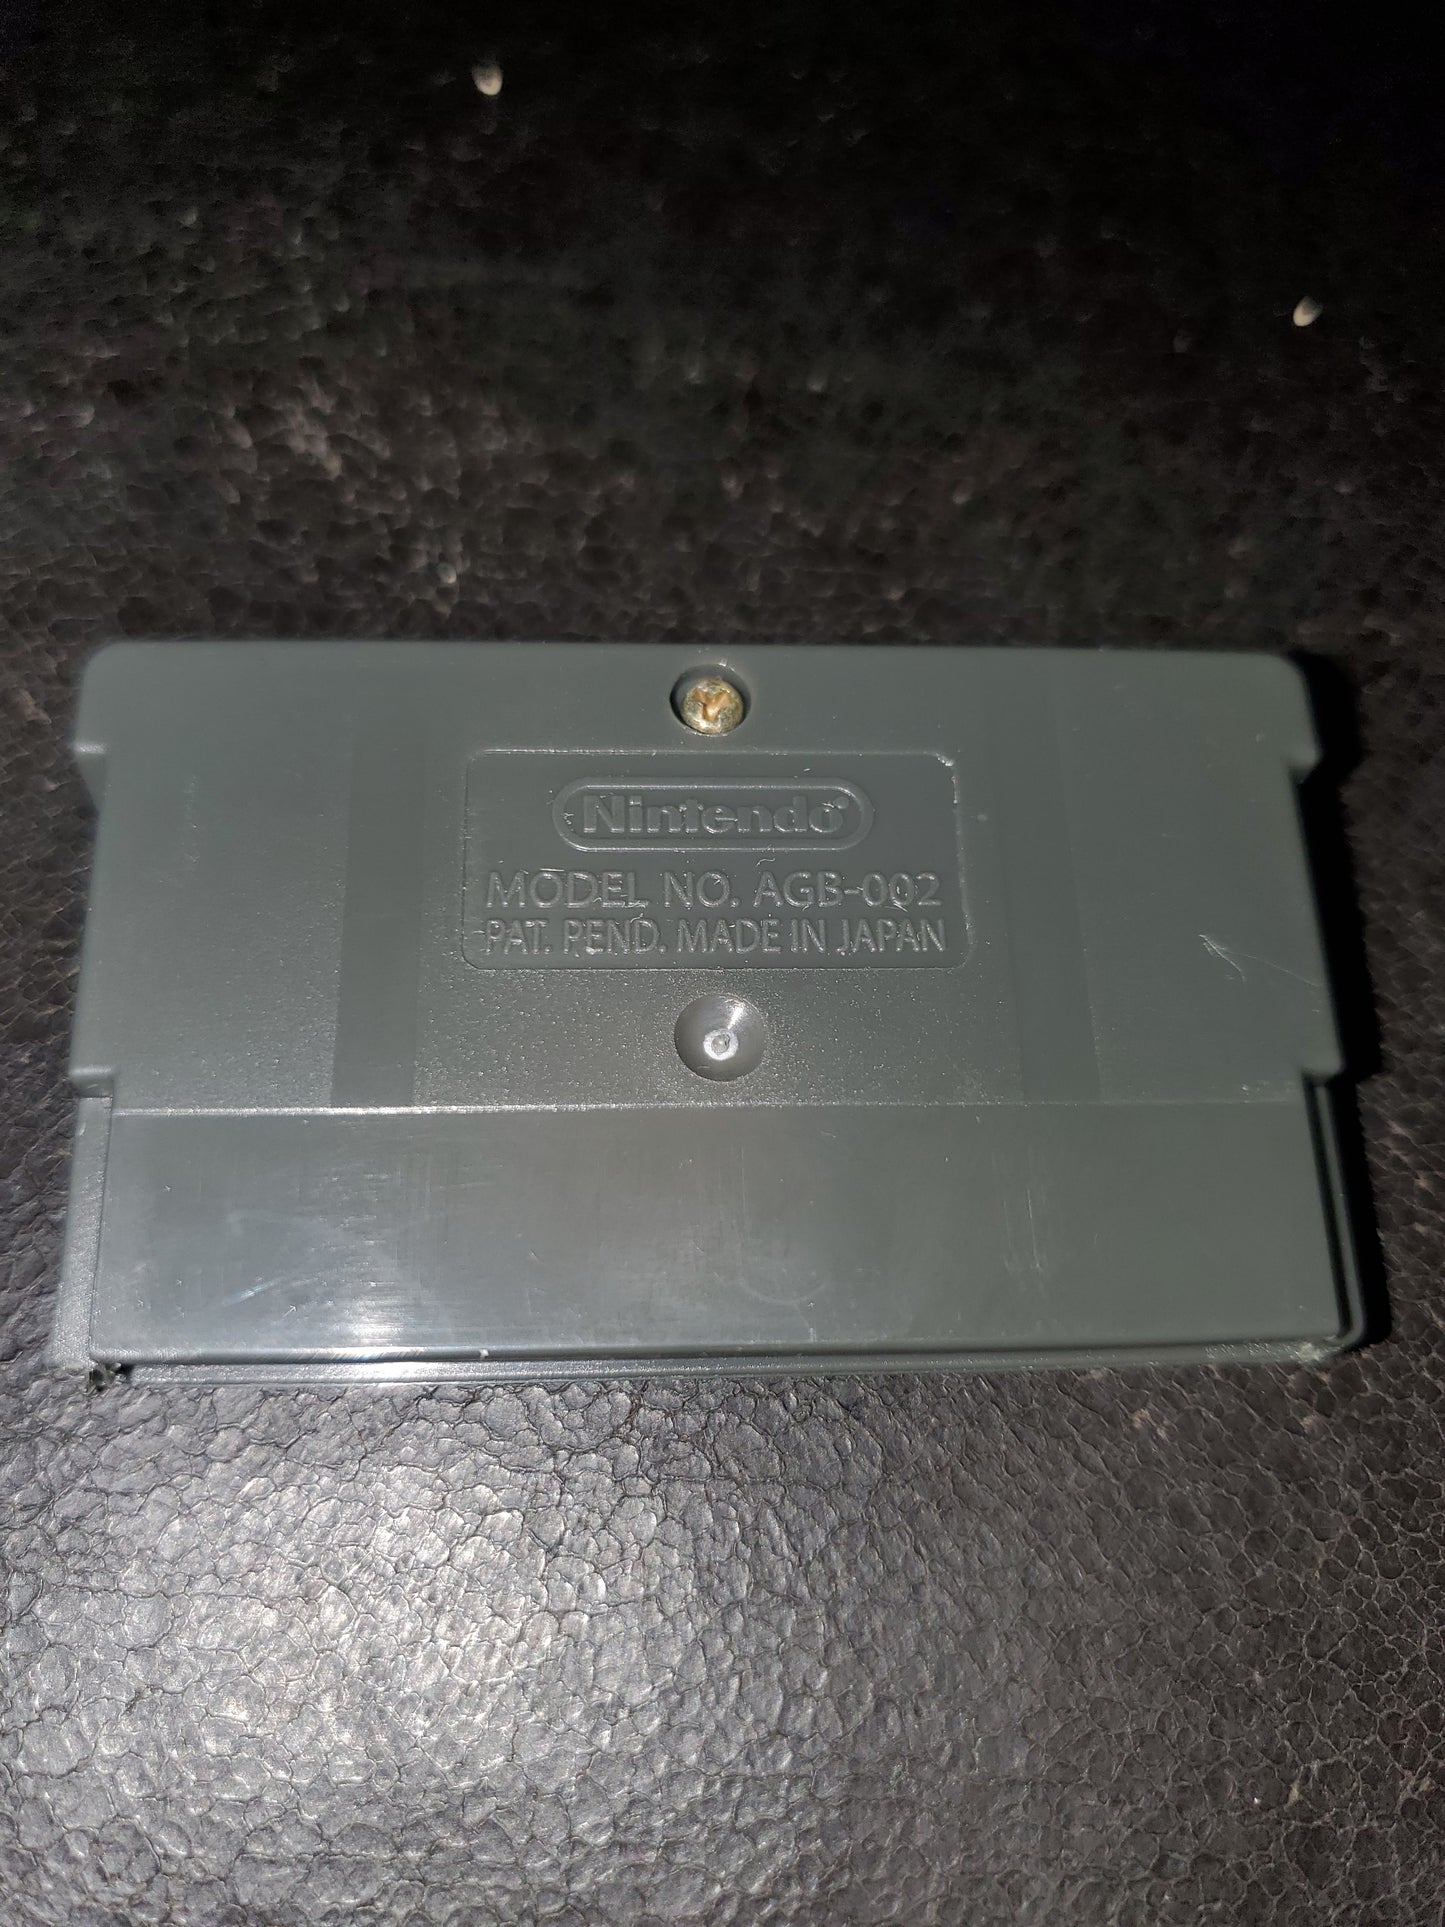 Nintendo
MODEL NO. AGB-002
PAT. PEND. MADE IN JAPAN